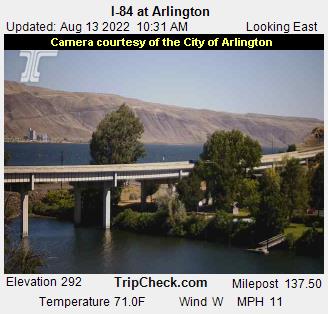 I-84 at Arlington
Updated: Aug 13 2022 10:31 AM Looking East
Camera courtesy of the City of Arlington
Elevation 292 TripCheck.com Milepost 137.50
Temperature 71.0F Wind W MPH 11